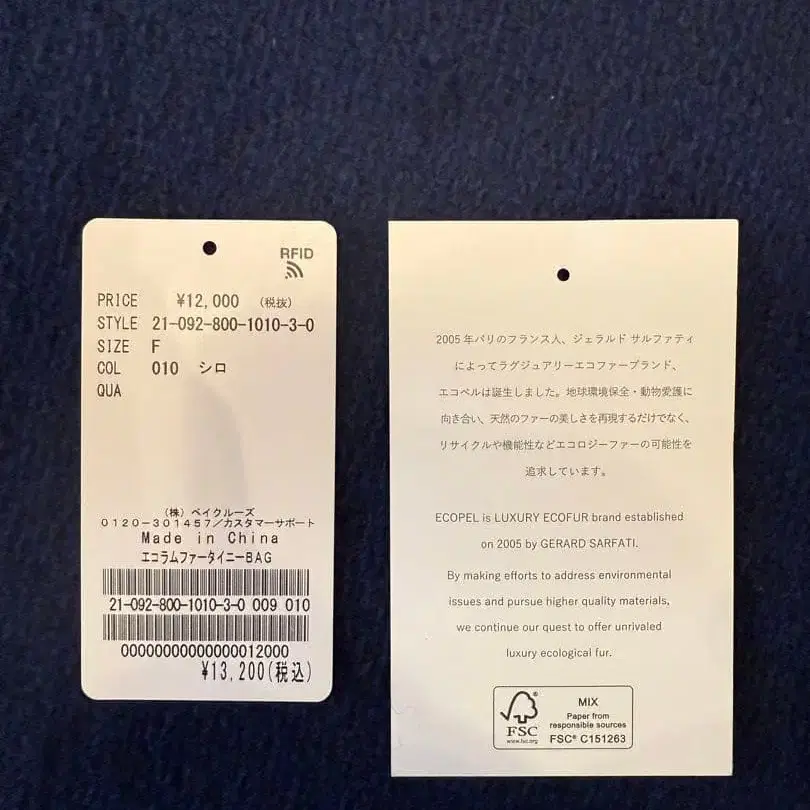 RFID
PRICE ¥12,000 (税抜)
STYLE 21-092-800-1010-3-0
SIZE F
COL 010 シロ
QUA
(株) ベイクルーズ
0120-301457/カスタマーサポート
Made in China
エコラムファータイニーBAG
21-092-800-1010-3-0 009 010
00000000000000012000
¥13,200(税込)
2005年パリのフランス人、ジェラルド サルファティ
によってラグジュアリーエコファーブランド、
エコペルは誕生しました。地球環境保全・動物愛護に
向き合い、天然のファーの美しさを再現するだけでなく、
リサイクルや機能性などエコロジーファーの可能性を
追求しています。
ECOPEL is LUXURY ECOFUR brand established
on 2005 by GERARD SARFATI.
By making efforts to address environmental
issues and pursue higher quality materials,
we continue our quest to offer unrivaled
luxury ecological fur.
FSC
www.fsc.org
MIX
Paper from
responsible sources
FSC® C151263